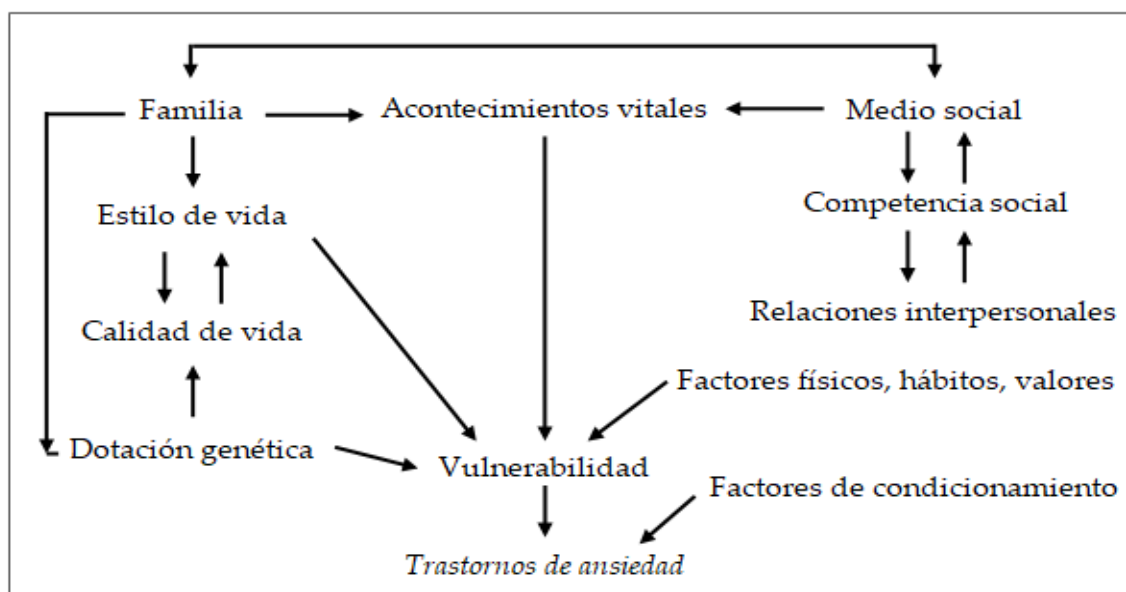 Familia
Acontecimientos vitales
Medio social
Estilo de vida
Competencia social
Calidad de vida
Relaciones interpersonales
Factores físicos, hábitos, valores
Dotación genética
Vulnerabilidad
Factores de condicionamiento
Trastornos de ansiedad